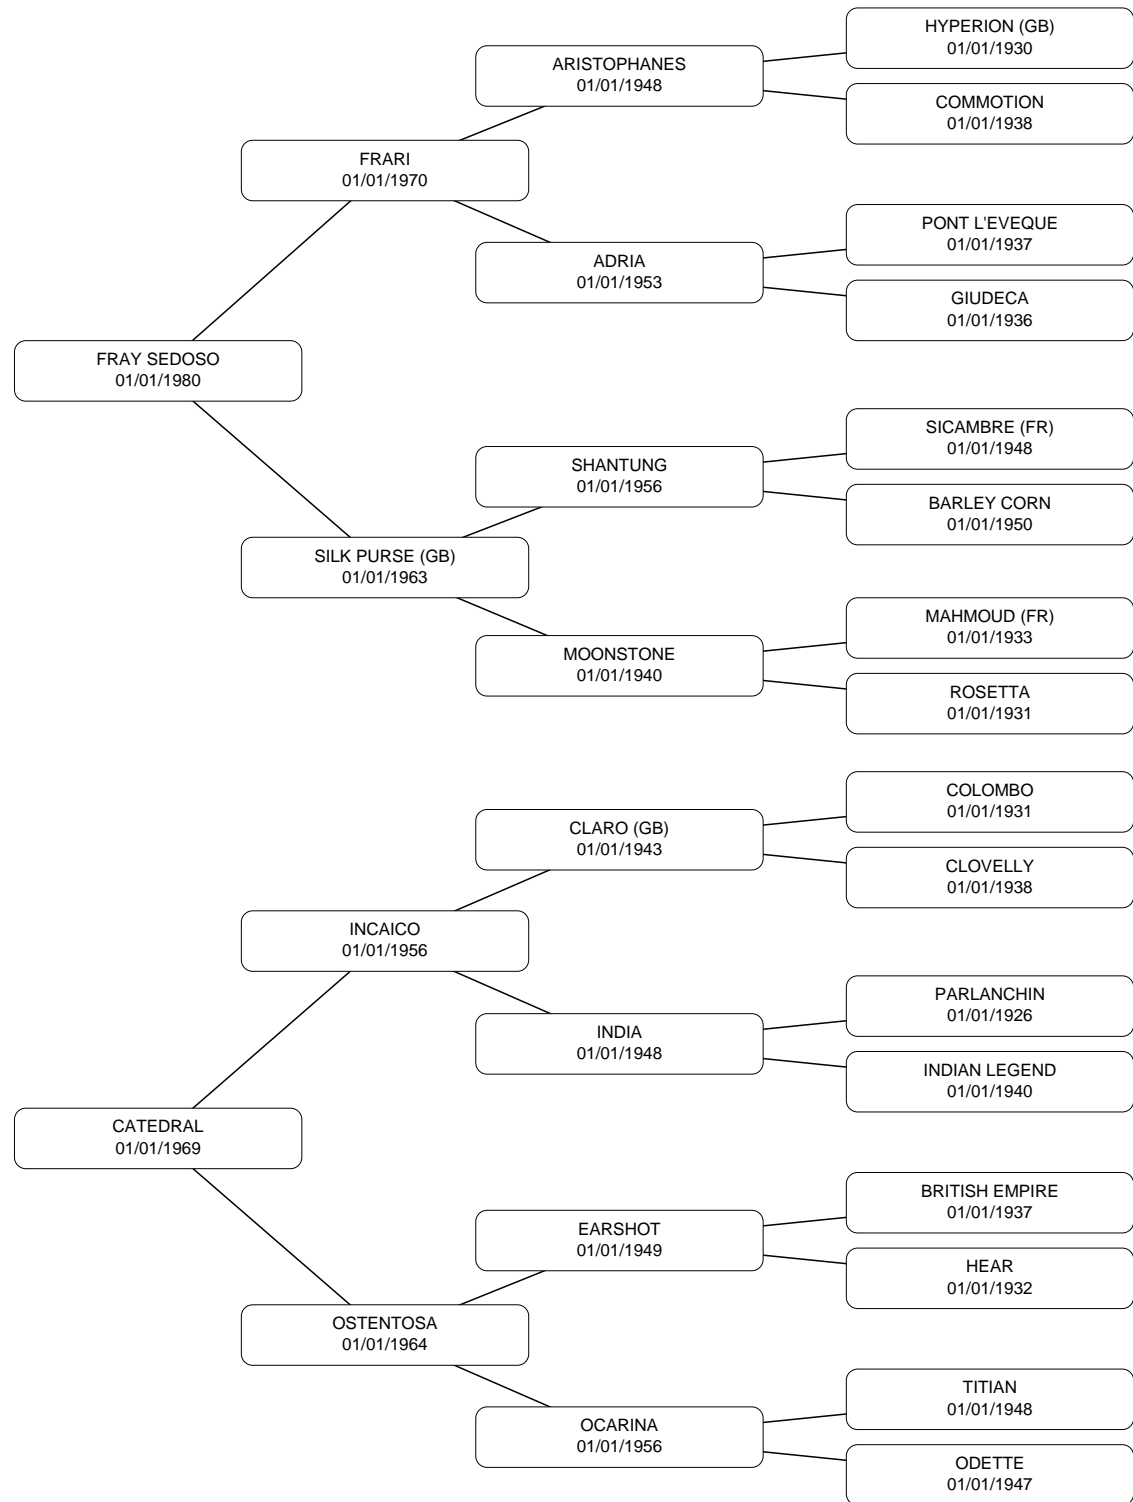 HYPERION (GB)
01/01/1930
ARISTOPHANES
01/01/1948
COMMOTION
01/01/1938
FRARI
01/01/1970
PONT L'EVEQUE
01/01/1937
ADRIA
01/01/1953
GIUDECA
01/01/1936
FRAY SEDOSO
01/01/1980
SICAMBRE (FR)
01/01/1948
SHANTUNG
01/01/1956
BARLEY CORN
01/01/1950
SILK PURSE (GB)
01/01/1963
MAHMOUD (FR)
01/01/1933
MOONSTONE
01/01/1940
ROSETTA
01/01/1931
COLOMBO
01/01/1931
CLARO (GB)
01/01/1943
CLOVELLY
01/01/1938
INCAICO
01/01/1956
PARLANCHIN
01/01/1926
INDIA
01/01/1948
INDIAN LEGEND
01/01/1940
CATEDRAL
01/01/1969
BRITISH EMPIRE
01/01/1937
EARSHOT
01/01/1949
HEAR
01/01/1932
OSTENTOSA
01/01/1964
TITIAN
01/01/1948
OCARINA
01/01/1956
ODETTE
01/01/1947